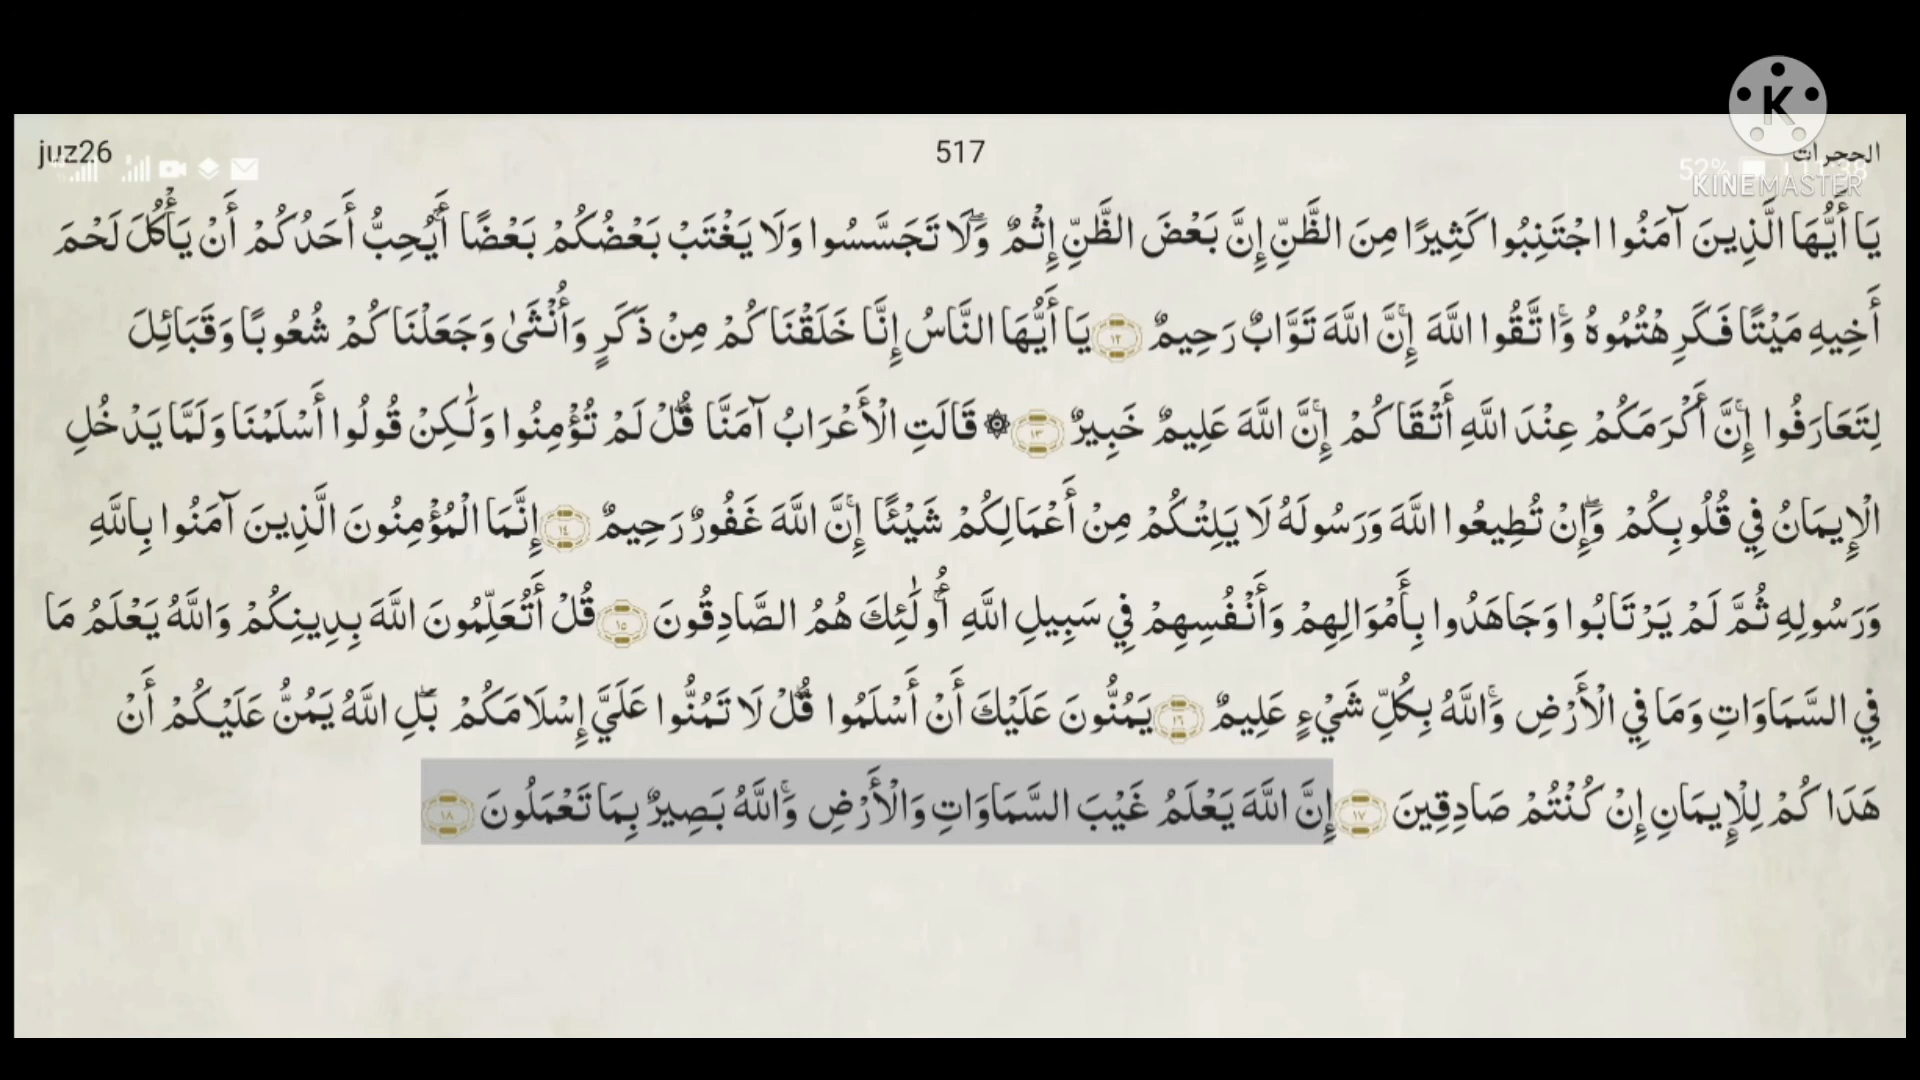 juz26
517
الحجرات
52%
11:38
KINEMASTER
يَا أَيُّهَا الَّذِينَ آمَنُوا اجْتَنِبُوا كَثِيرًا مِنَ الظَّنِّ إِنَّ بَعْضَ الظَّنِّ إِثْمٌ ۖ وَلَا تَجَسَّسُوا وَلَا يَغْتَبْ بَعْضُكُمْ بَعْضًا ۚ أَيُحِبُّ أَحَدُكُمْ أَنْ يَأْكُلَ لَحْمَ
أَخِيهِ مَيْتًا فَكَرِهْتُمُوهُ ۚ وَاتَّقُوا اللَّهَ ۚ إِنَّ اللَّهَ تَوَّابٌ رَحِيمٌ ١٢ يَا أَيُّهَا النَّاسُ إِنَّا خَلَقْنَاكُمْ مِنْ ذَكَرٍ وَأُنْثَىٰ وَجَعَلْنَاكُمْ شُعُوبًا وَقَبَائِلَ
لِتَعَارَفُوا ۚ إِنَّ أَكْرَمَكُمْ عِنْدَ اللَّهِ أَتْقَاكُمْ ۚ إِنَّ اللَّهَ عَلِيمٌ خَبِيرٌ ١٣ ۞ قَالَتِ الْأَعْرَابُ آمَنَّا ۖ قُلْ لَمْ تُؤْمِنُوا وَلَٰكِنْ قُولُوا أَسْلَمْنَا وَلَمَّا يَدْخُلِ
الْإِيمَانُ فِي قُلُوبِكُمْ ۖ وَإِنْ تُطِيعُوا اللَّهَ وَرَسُولَهُ لَا يَلِتْكُمْ مِنْ أَعْمَالِكُمْ شَيْئًا ۚ إِنَّ اللَّهَ غَفُورٌ رَحِيمٌ ١٤ إِنَّمَا الْمُؤْمِنُونَ الَّذِينَ آمَنُوا بِاللَّهِ
وَرَسُولِهِ ثُمَّ لَمْ يَرْتَابُوا وَجَاهَدُوا بِأَمْوَالِهِمْ وَأَنْفُسِهِمْ فِي سَبِيلِ اللَّهِ ۚ أُولَٰئِكَ هُمُ الصَّادِقُونَ ١٥ قُلْ أَتُعَلِّمُونَ اللَّهَ بِدِينِكُمْ وَاللَّهُ يَعْلَمُ مَا
فِي السَّمَاوَاتِ وَمَا فِي الْأَرْضِ ۚ وَاللَّهُ بِكُلِّ شَيْءٍ عَلِيمٌ ١٦ يَمُنُّونَ عَلَيْكَ أَنْ أَسْلَمُوا ۖ قُلْ لَا تَمُنُّوا عَلَيَّ إِسْلَامَكُمْ ۖ بَلِ اللَّهُ يَمُنُّ عَلَيْكُمْ أَنْ
هَدَاكُمْ لِلْإِيمَانِ إِنْ كُنْتُمْ صَادِقِينَ ١٧ إِنَّ اللَّهَ يَعْلَمُ غَيْبَ السَّمَاوَاتِ وَالْأَرْضِ ۚ وَاللَّهُ بَصِيرٌ بِمَا تَعْمَلُونَ ١٨